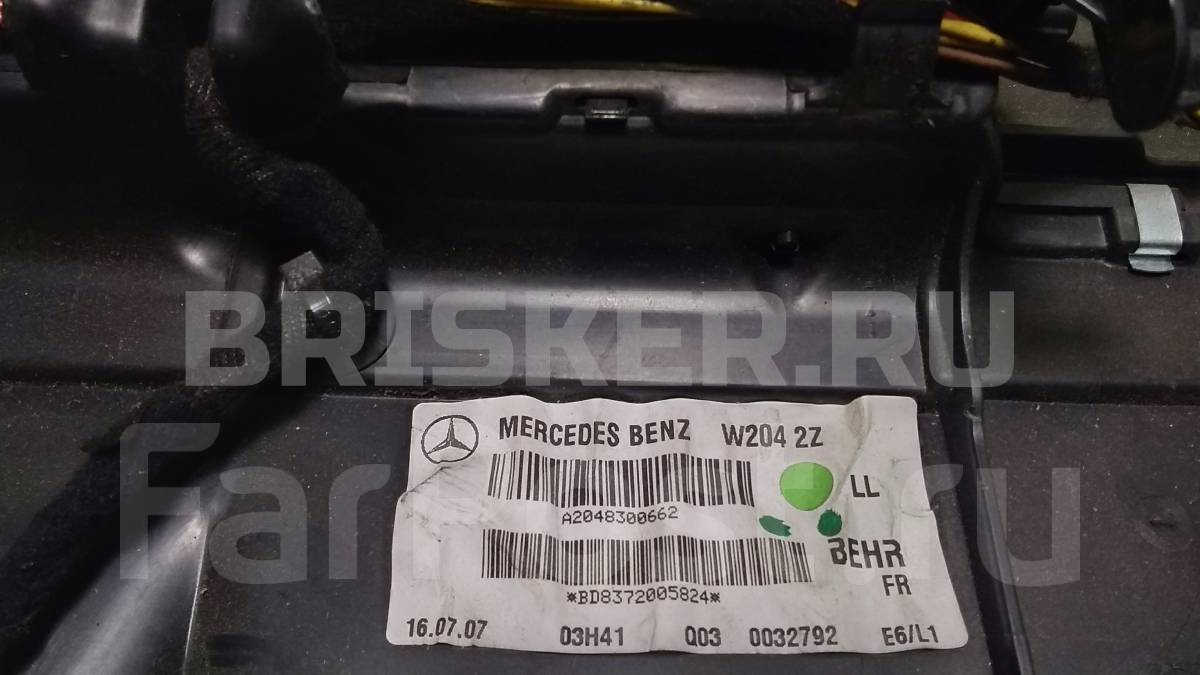 BRISKER.RU
MERCEDES BENZ W204 2Z
A2048300662
LL
*BD8372005824*
BEHR
FR
16.07.07 03H41 Q03 0032792 E6/L1